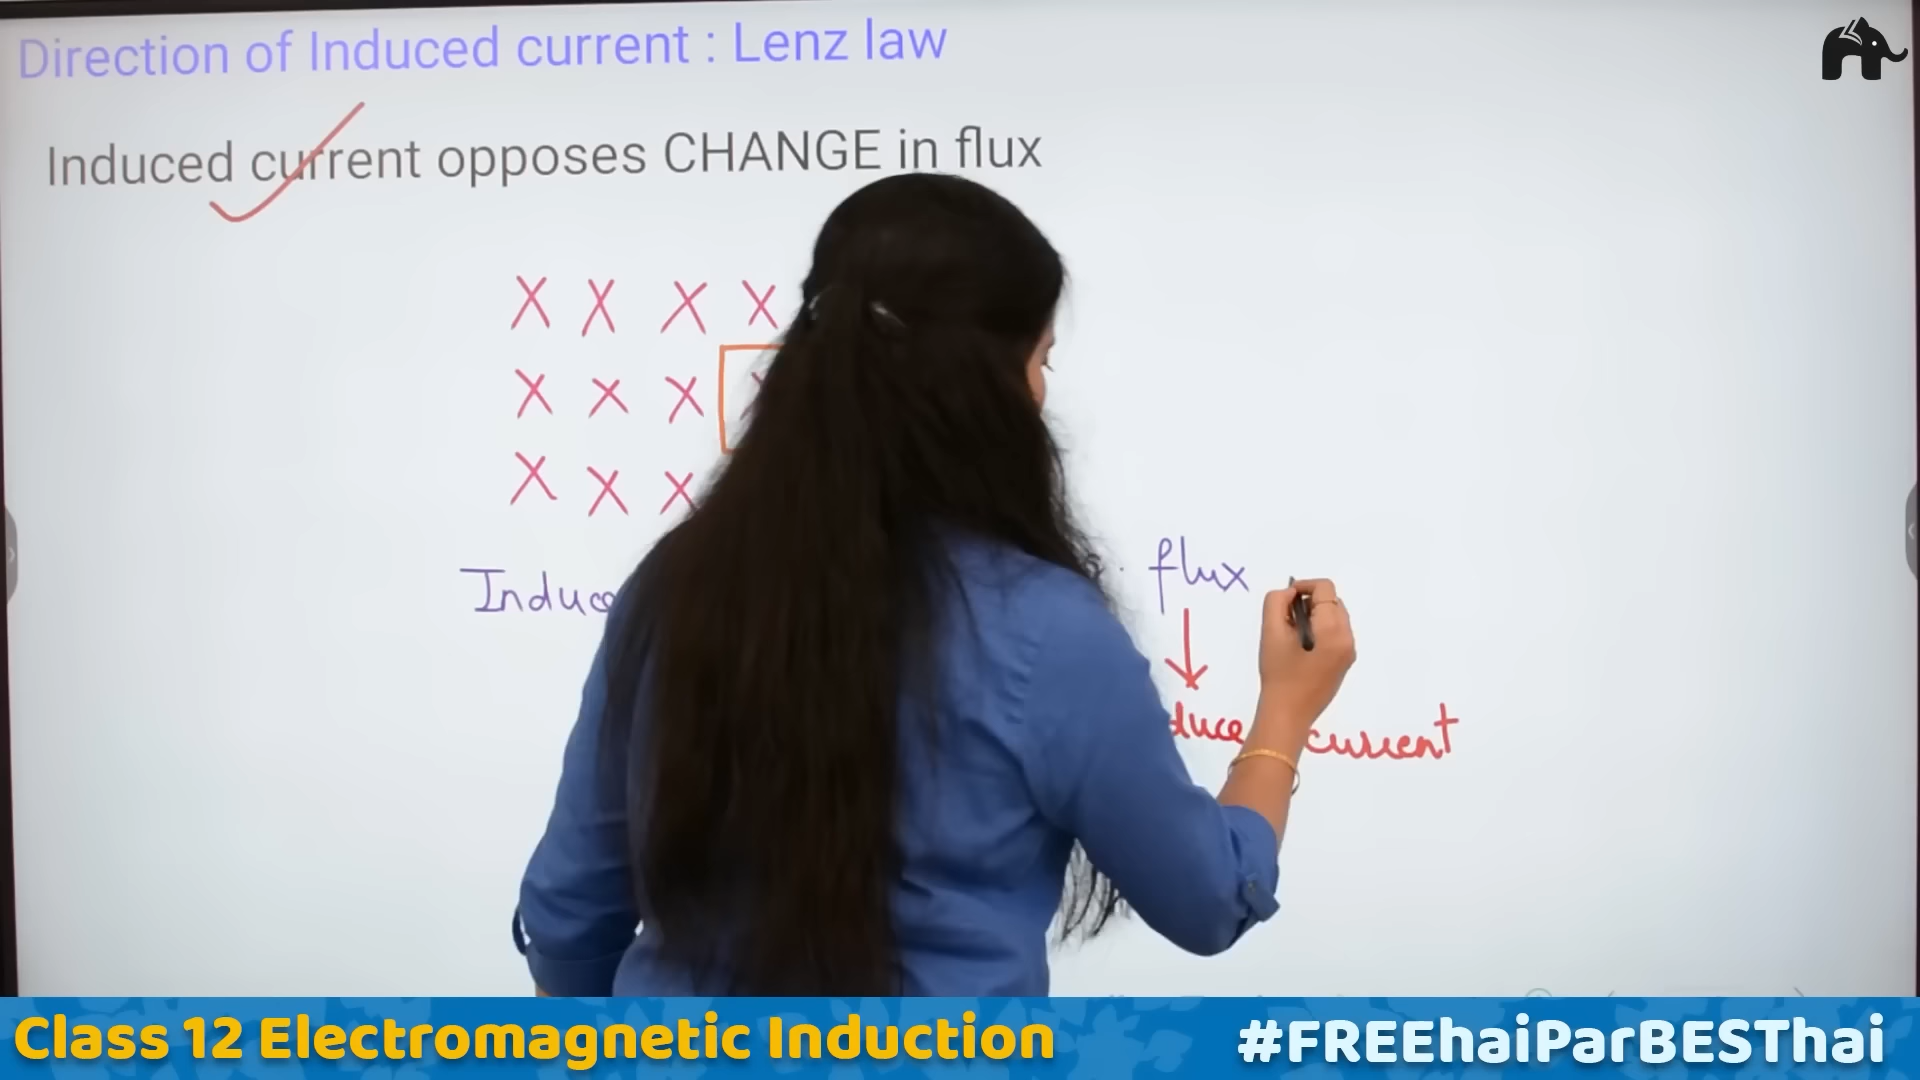 Direction of Induced current : Lenz law
Induced current opposes CHANGE in flux
X X X X
X X X
X X X
flux
current
Class 12 Electromagnetic Induction
#FREEhaiParBESThai